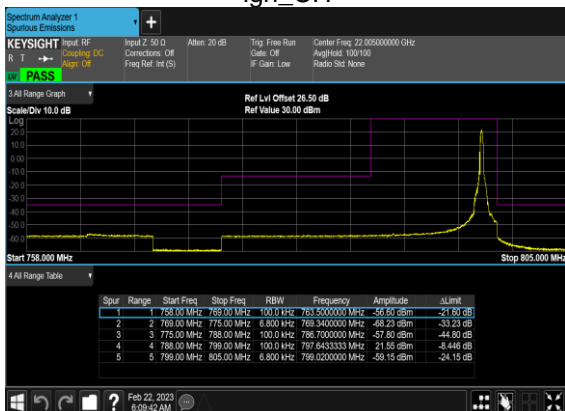 Spectrum Analyzer 1
Spurious Emissions
+
KEYSIGHT Input: RF Input Z: 50 Ω Atten: 20 dB Trig: Free Run Center Freq: 22.005000000 GHz
R T Coupling: DC Corrections: Off Gate: Off Avg|Hold: 100/100
Align: Off Freq Ref: Int (S) IF Gain: Low Radio Std: None
PASS
3 All Range Graph Ref Lvl Offset 26.50 dB
Scale/Div 10.0 dB Ref Value 30.00 dBm
Log
20.0
10.0
0.00
-10.0
-20.0
-30.0
-40.0
-50.0
-60.0
Start 758.000 MHz Stop 805.000 MHz
4 All Range Table
Spur Range Start Freq Stop Freq RBW Frequency Amplitude ΔLimit
1 1 758.00 MHz 769.00 MHz 100.0 kHz 763.5000000 MHz -56.60 dBm -21.60 dB
2 2 769.00 MHz 775.00 MHz 6.800 kHz 769.3400000 MHz -68.23 dBm -33.23 dB
3 3 775.00 MHz 788.00 MHz 100.0 kHz 786.7000000 MHz -57.80 dBm -44.80 dB
4 4 788.00 MHz 799.00 MHz 100.0 kHz 797.6433333 MHz 21.55 dBm -8.446 dB
5 5 799.00 MHz 805.00 MHz 6.800 kHz 799.0200000 MHz -59.15 dBm -24.15 dB
? Feb 22, 2023
6:09:42 AM